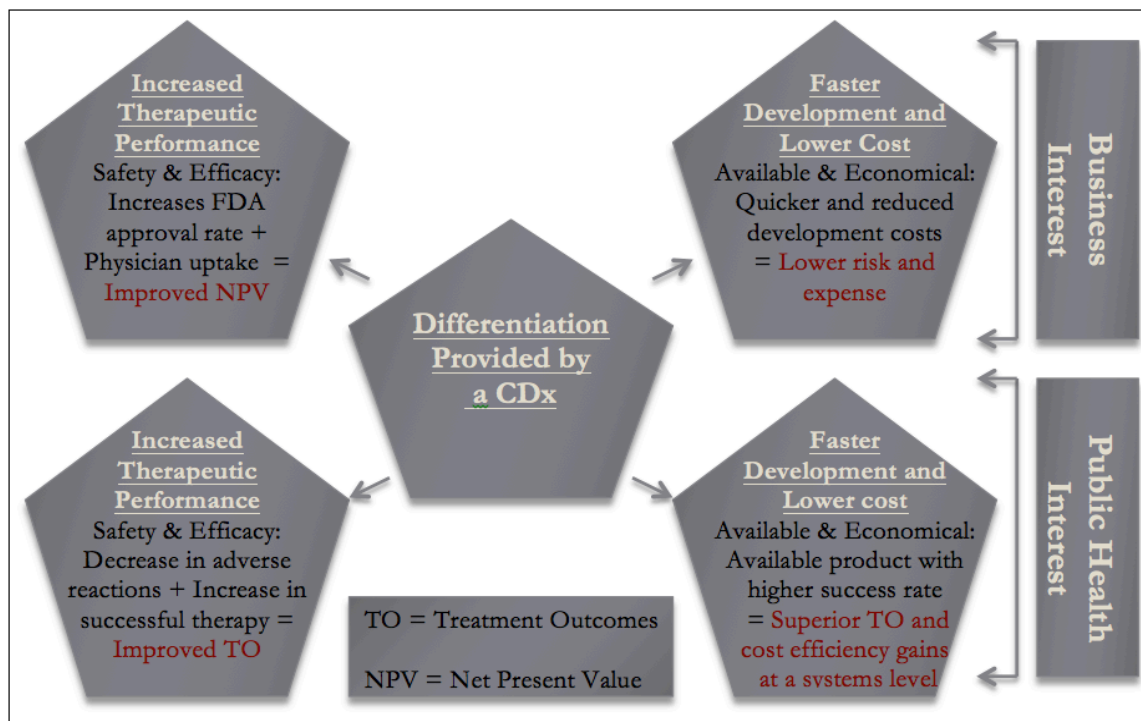 Increased
Therapeutic
Performance
Safety & Efficacy:
Increases FDA
approval rate +
Physician uptake =
Improved NPV
Faster
Development and
Lower Cost
Available & Economical:
Quicker and reduced
development costs
= Lower risk and
expense
Business
Interest
Differentiation
Provided by
a CDx
Increased
Therapeutic
Performance
Safety & Efficacy:
Decrease in adverse
reactions + Increase in
successful therapy =
Improved TO
Faster
Development and
Lower cost
Available & Economical:
Available product with
higher success rate
= Superior TO and
cost efficiency gains
at a systems level
Public Health
Interest
TO = Treatment Outcomes
NPV = Net Present Value